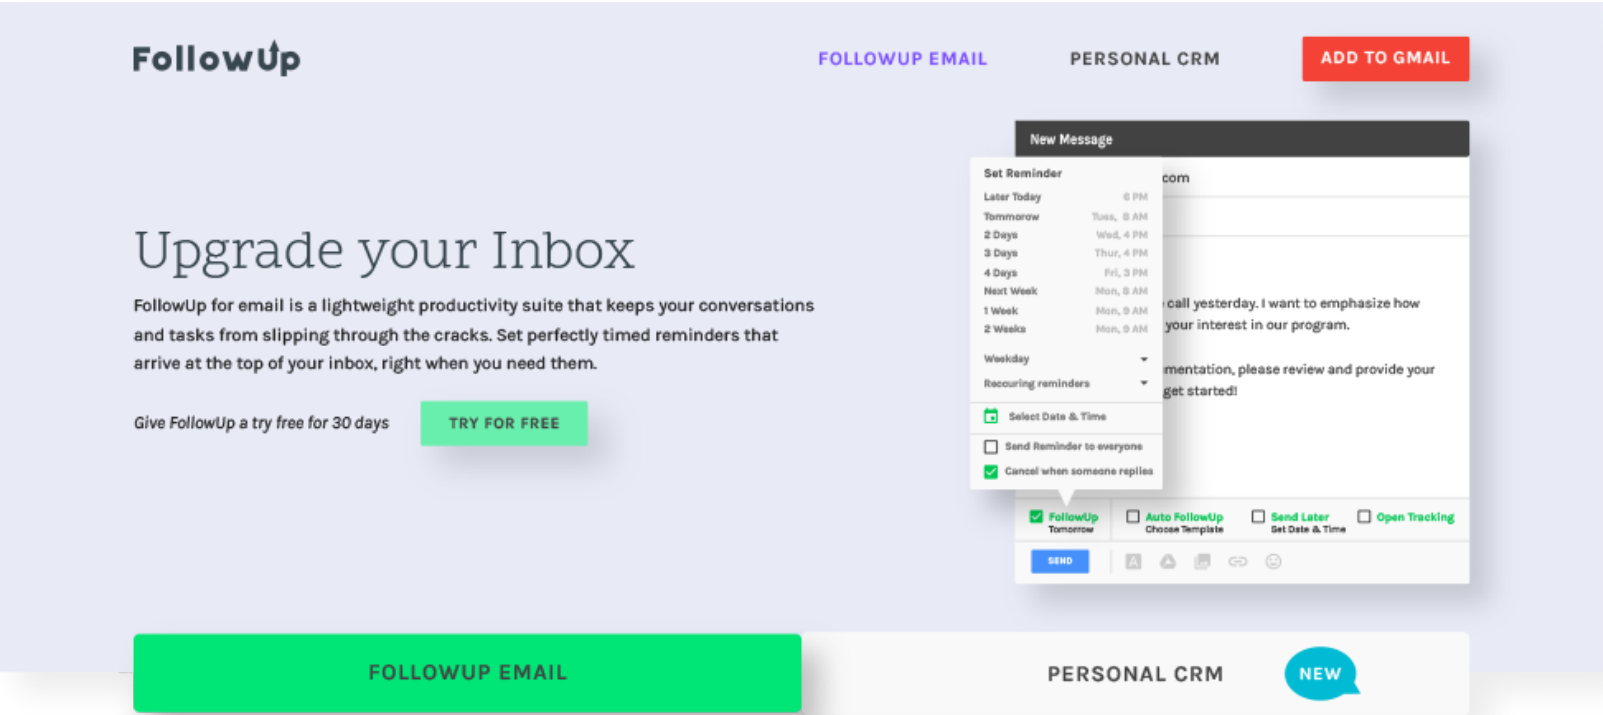 FollowUp
FOLLOWUP EMAIL
PERSONAL CRM
ADD TO GMAIL
Upgrade your Inbox
FollowUp for email is a lightweight productivity suite that keeps your conversations
and tasks from slipping through the cracks. Set perfectly timed reminders that
arrive at the top of your inbox, right when you need them.
Give FollowUp a try free for 30 days
TRY FOR FREE
New Message
com
call yesterday. I want to emphasize how
your interest in our program.
mentation, please review and provide your
get started!
Set Reminder
Later Today 6 PM
Tommorow Tues, 8 AM
2 Days Wed, 4 PM
3 Days Thur, 4 PM
4 Days Fri, 3 PM
Next Week Mon, 8 AM
1 Week Mon, 9 AM
2 Weeks Mon, 9 AM
Weekday
Reccuring reminders
Select Date & Time
Send Reminder to everyone
Cancel when someone replies
FollowUp
Tomorrow
Auto FollowUp
Choose Template
Send Later
Set Date & Time
Open Tracking
SEND
FOLLOWUP EMAIL
PERSONAL CRM
NEW